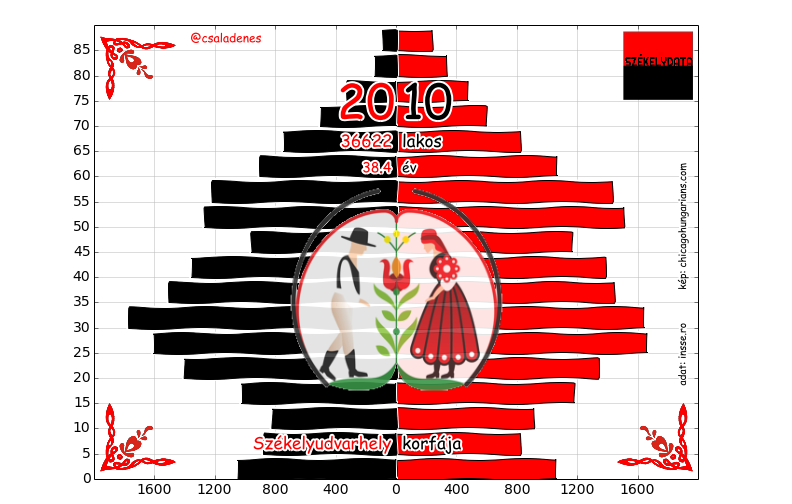 @csaladenes
SZÉKELYDATA
2010
36622 lakos
38.4 év
kép: chicagohungarians.com
adat: insse.ro
Székelyudvarhely korfája
85
80
75
70
65
60
55
50
45
40
35
30
25
20
15
10
5
0
1600 1200 800 400 0 400 800 1200 1600